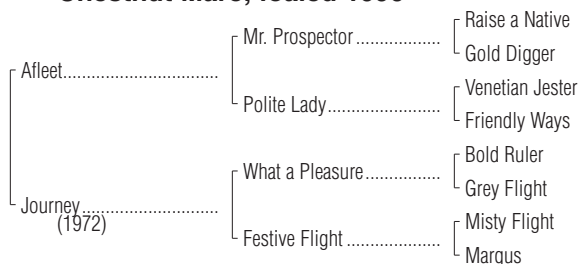 Chestnut Mare; foaled
Raise a Native
Mr. Prospector ....................
Gold Digger
Afleet.....................................
Venetian Jester
Polite Lady...........................
Friendly Ways
Bold Ruler
What a Pleasure..................
Grey Flight
Journey.................................
(1972)
Misty Flight
Festive Flight ......................
Margus